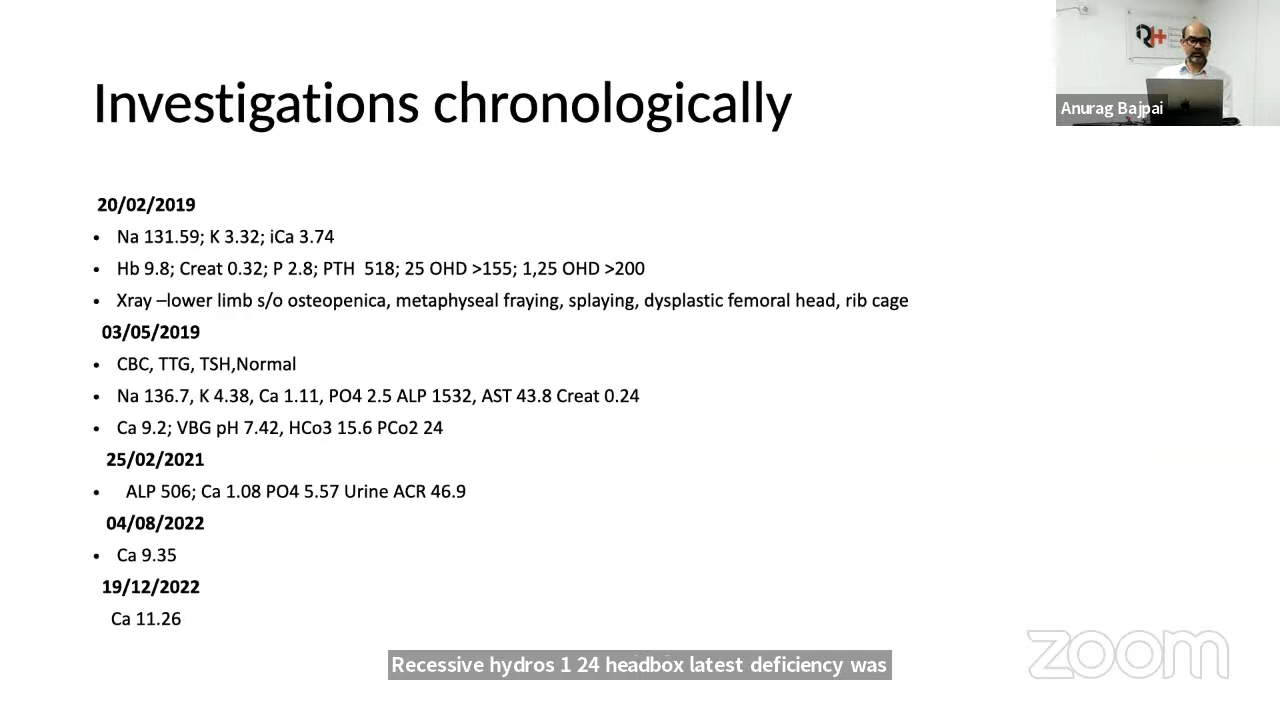 Investigations chronologically
RH+
Anurag Bajpai
20/02/2019
• Na 131.59; K 3.32; iCa 3.74
• Hb 9.8; Creat 0.32; P 2.8; PTH 518; 25 OHD >155; 1,25 OHD >200
• Xray –lower limb s/o osteopenica, metaphyseal fraying, splaying, dysplastic femoral head, rib cage
03/05/2019
• CBC, TTG, TSH,Normal
• Na 136.7, K 4.38, Ca 1.11, PO4 2.5 ALP 1532, AST 43.8 Creat 0.24
• Ca 9.2; VBG pH 7.42, HCo3 15.6 PCo2 24
25/02/2021
• ALP 506; Ca 1.08 PO4 5.57 Urine ACR 46.9
04/08/2022
• Ca 9.35
19/12/2022
Ca 11.26
Recessive hydros 1 24 headbox latest deficiency was
zoom